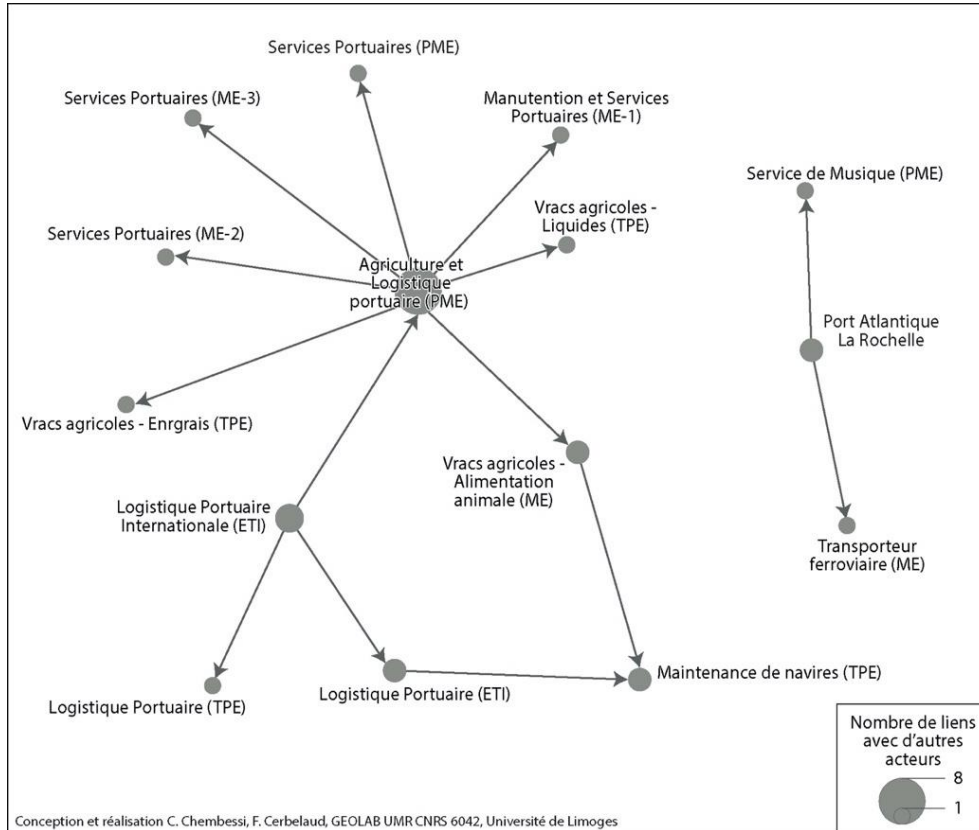 Services Portuaires (PME)
Services Portuaires (ME-3)
Manutention et Services
Portuaires (ME-1)
Service de Musique (PME)
Vracs agricoles -
Liquides (TPE)
Services Portuaires (ME-2)
Agriculture et
Logistique
portuaire (PME)
Port Atlantique
La Rochelle
Vracs agricoles - Enrgrais (TPE)
Vracs agricoles -
Alimentation
animale (ME)
Logistique Portuaire
Internationale (ETI)
Transporteur
ferroviaire (ME)
Maintenance de navires (TPE)
Logistique Portuaire (TPE)
Logistique Portuaire (ETI)
Nombre de liens
avec d'autres
acteurs
8
1
Conception et réalisation C. Chembessi, F. Cerbelaud, GEOLAB UMR CNRS 6042, Université de Limoges